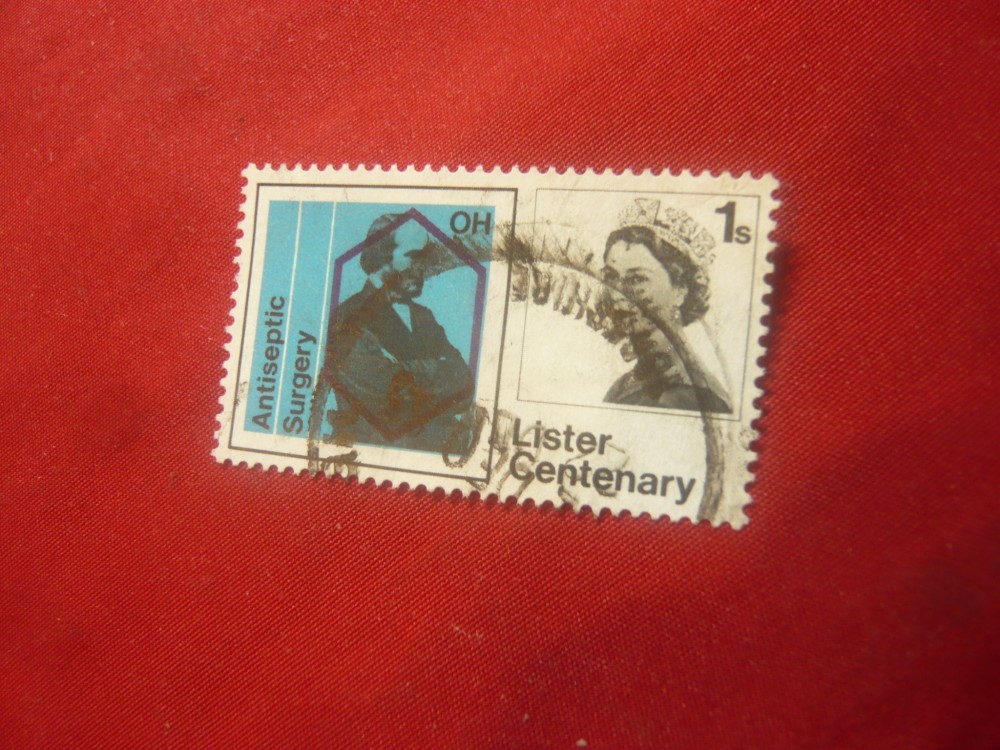 Antiseptic
Surgery
OH
1s
Lister
Centenary